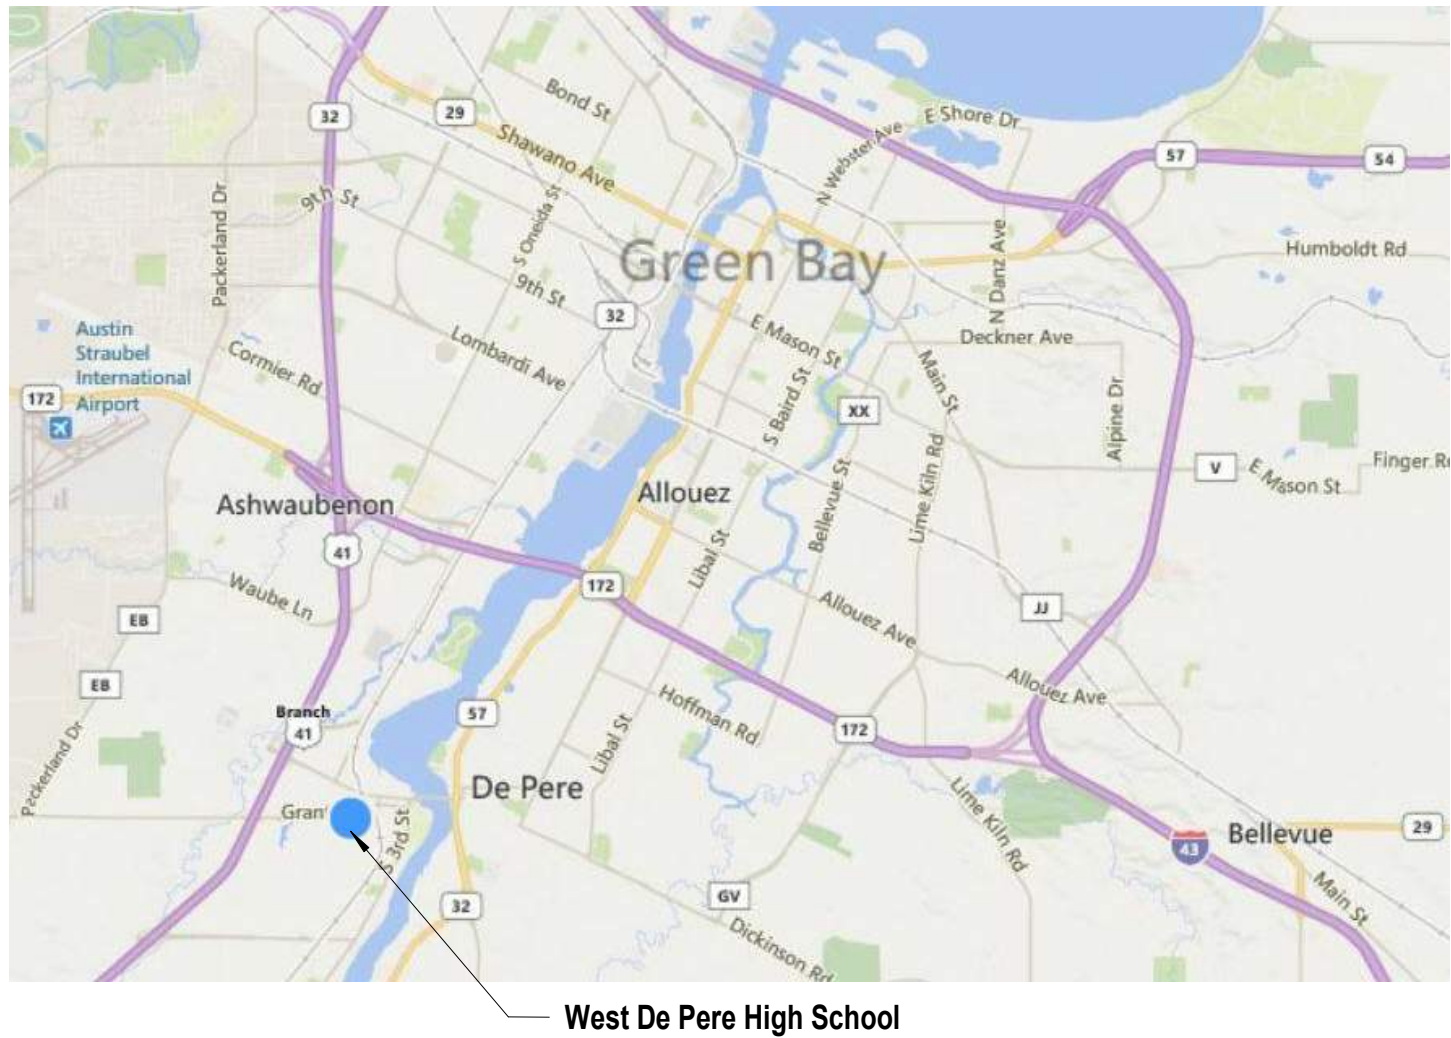 Bond St
E Shore Dr
32
29
Shawano Ave
N Webster Ave
57
54
9th St
Packerland Dr
S Oneida St
N Danz Ave
Green Bay
Humboldt Rd
9th St
32
E Mason St
Deckner Ave
Austin
Straubel
International
Airport
Cormier Rd
Lombardi Ave
Main St
172
S Baird St
XX
Alpine Dr
Lime Kiln Rd
V
E Mason St
Finger R
Ashwaubenon
Allouez
Bellevue St
41
Libal St
172
Waube Ln
EB
Allouez Ave
JJ
EB
Allouez Ave
Branch
41
57
Hoffman Rd
172
Packerland Dr
Libal St
De Pere
Lime Kiln Rd
Gran
S 3rd St
43
Bellevue
29
32
GV
Main St
Dickinson Rd
West De Pere High School